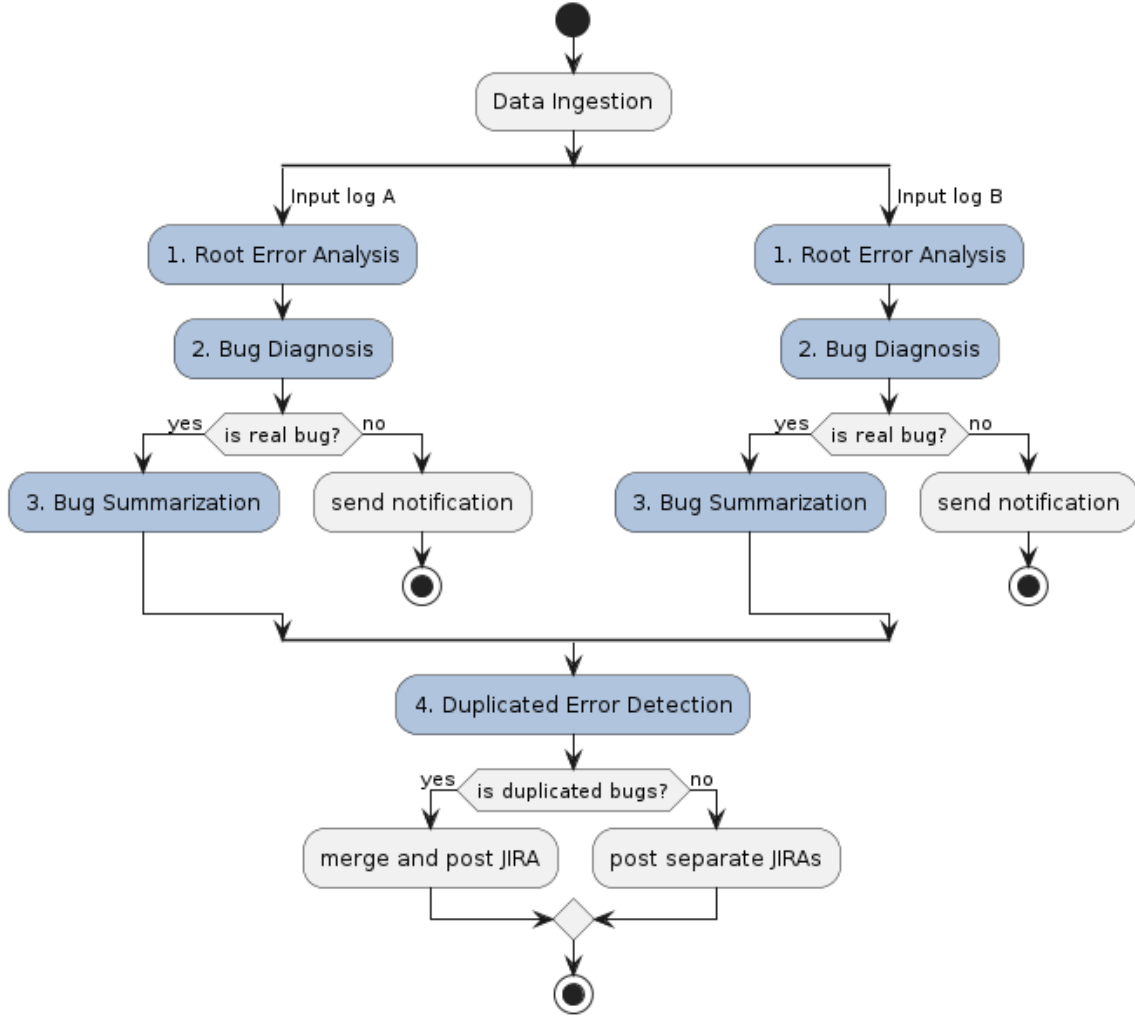 Data Ingestion
Input log A
Input log B
1. Root Error Analysis
1. Root Error Analysis
2. Bug Diagnosis
2. Bug Diagnosis
yes
is real bug?
no
yes
is real bug?
no
3. Bug Summarization
send notification
3. Bug Summarization
send notification
4. Duplicated Error Detection
yes
is duplicated bugs?
no
merge and post JIRA
post separate JIRAs